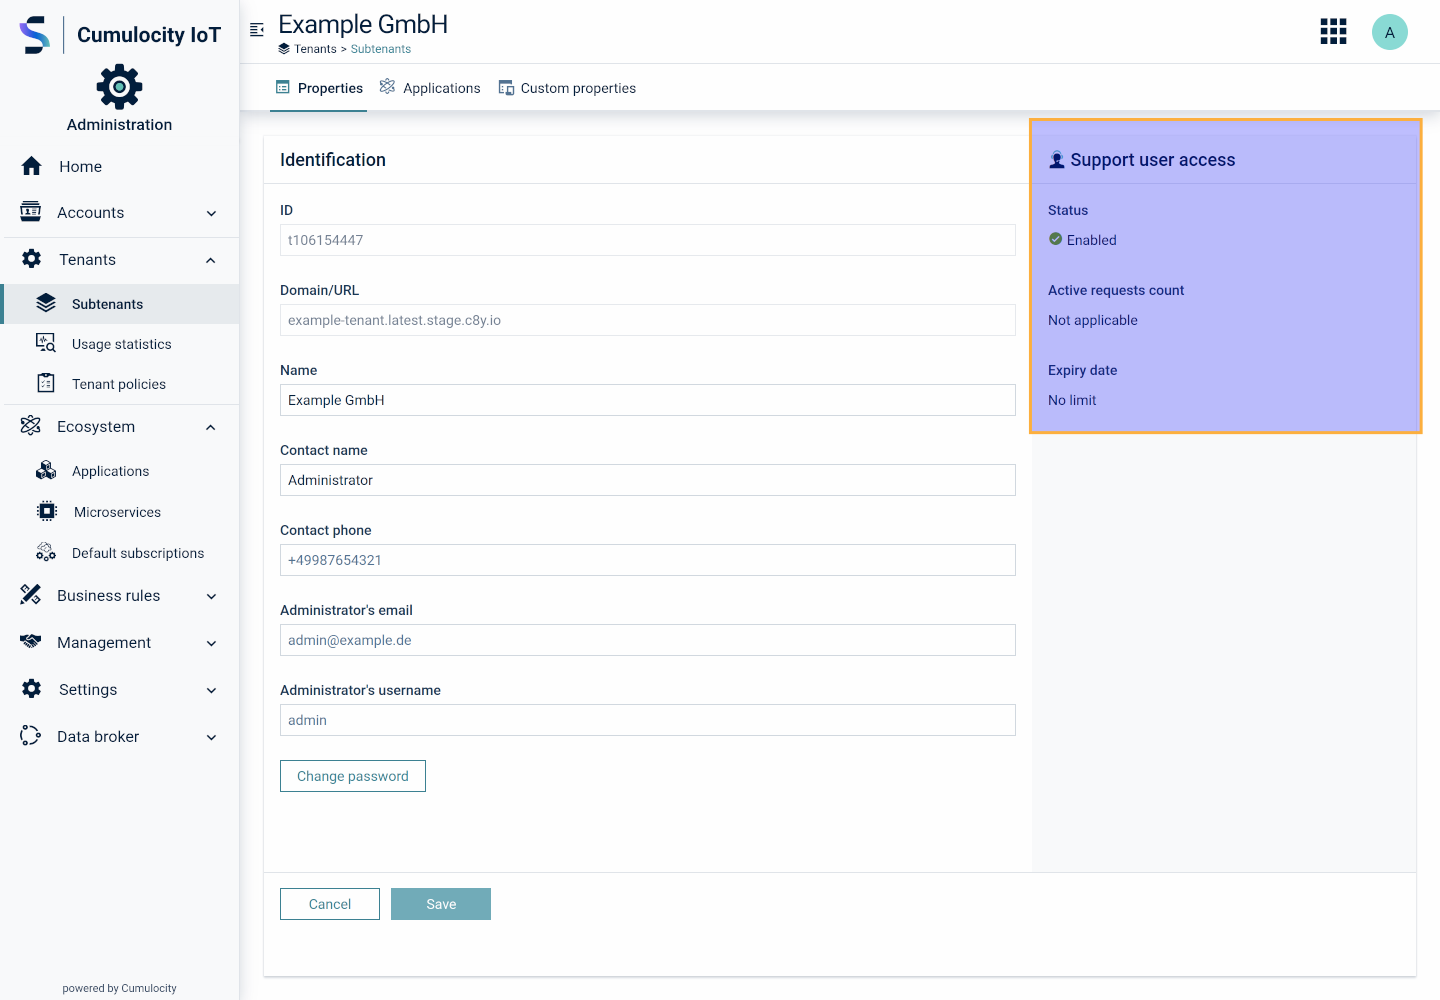 Cumulocity IoT
Administration
Home
Accounts
Tenants
Subtenants
Usage statistics
Tenant policies
Ecosystem
Applications
Microservices
Default subscriptions
Business rules
Management
Settings
Data broker
powered by Cumulocity
Example GmbH
Tenants > Subtenants
A
Properties
Applications
Custom properties
Identification
ID
t106154447
Domain/URL
example-tenant.latest.stage.c8y.io
Name
Example GmbH
Contact name
Administrator
Contact phone
+49987654321
Administrator's email
admin@example.de
Administrator's username
admin
Change password
Cancel
Save
Support user access
Status
Enabled
Active requests count
Not applicable
Expiry date
No limit